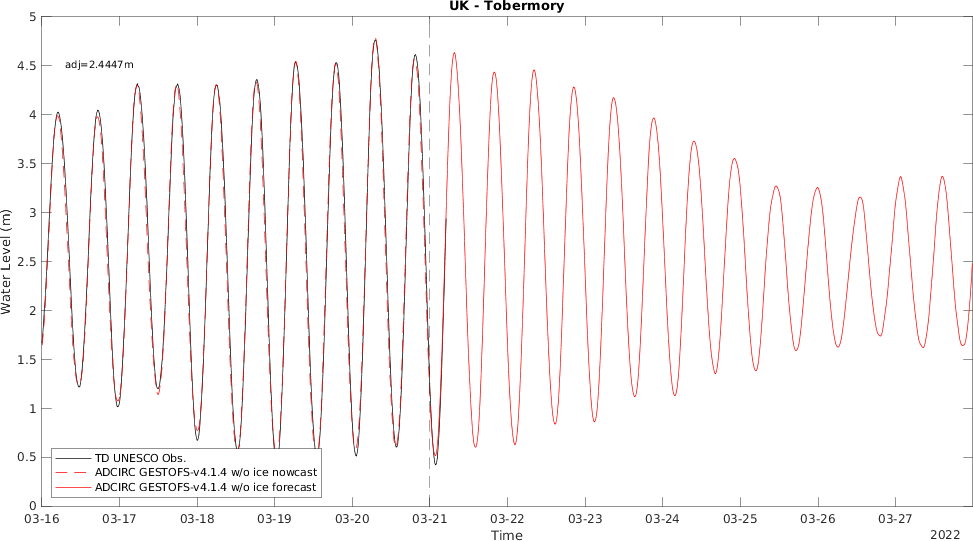 UK - Tobermory
5
4.5
4
3.5
3
2.5
2
1.5
1
0.5
0
Water Level (m)
adj=2.4447m
TD UNESCO Obs.
ADCIRC GESTOFS-v4.1.4 w/o ice nowcast
ADCIRC GESTOFS-v4.1.4 w/o ice forecast
03-16 03-17 03-18 03-19 03-20 03-21 03-22 03-23 03-24 03-25 03-26 03-27
Time
2022